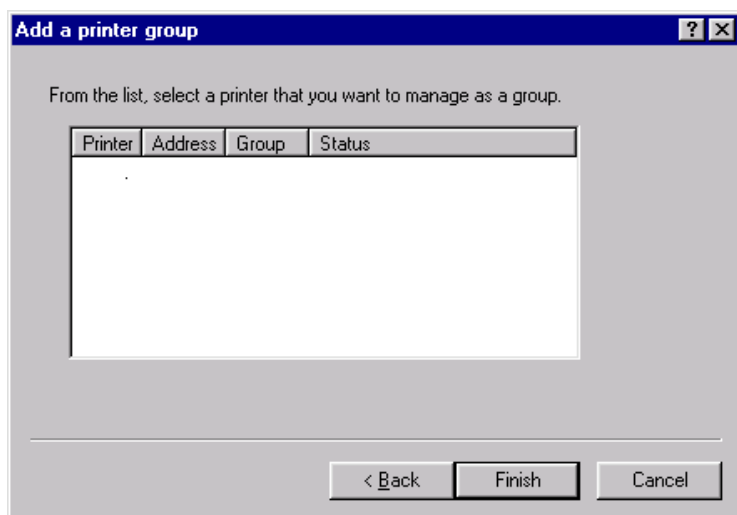 Add a printer group
From the list, select a printer that you want to manage as a group.
Printer Address Group Status
< Back Finish Cancel